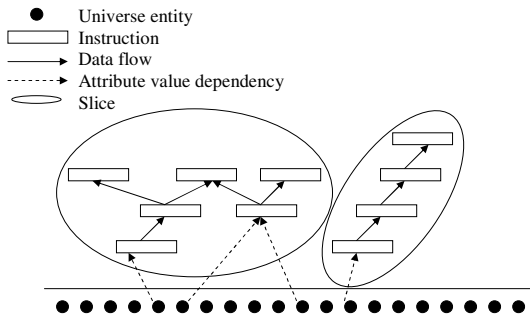 Universe entity
Instruction
Data flow
Attribute value dependency
Slice